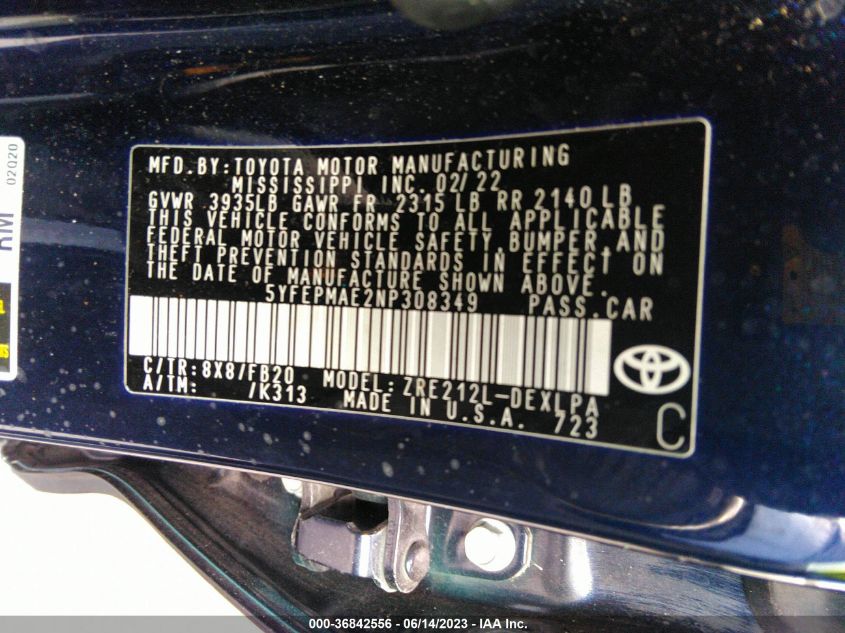 02020
RM
MFD.BY:TOYOTA MOTOR MANUFACTURING
MISSISSIPPI INC. 02/22
GVWR 3935LB GAWR FR 2315 LB RR 2140 LB
THIS VEHICLE CONFORMS TO ALL APPLICABLE
FEDERAL MOTOR VEHICLE SAFETY,BUMPER,AND
THEFT PREVENTION STANDARDS IN EFFECT ON
THE DATE OF MANUFACTURE SHOWN ABOVE.
5YFEPMAE2NP308349 PASS.CAR
C/TR:8X8/FB20 MODEL:ZRE212L-DEXLPA
A/TM: /K313 MADE IN U.S.A. 723
C
000-36842556 - 06/14/2023 - IAA Inc.